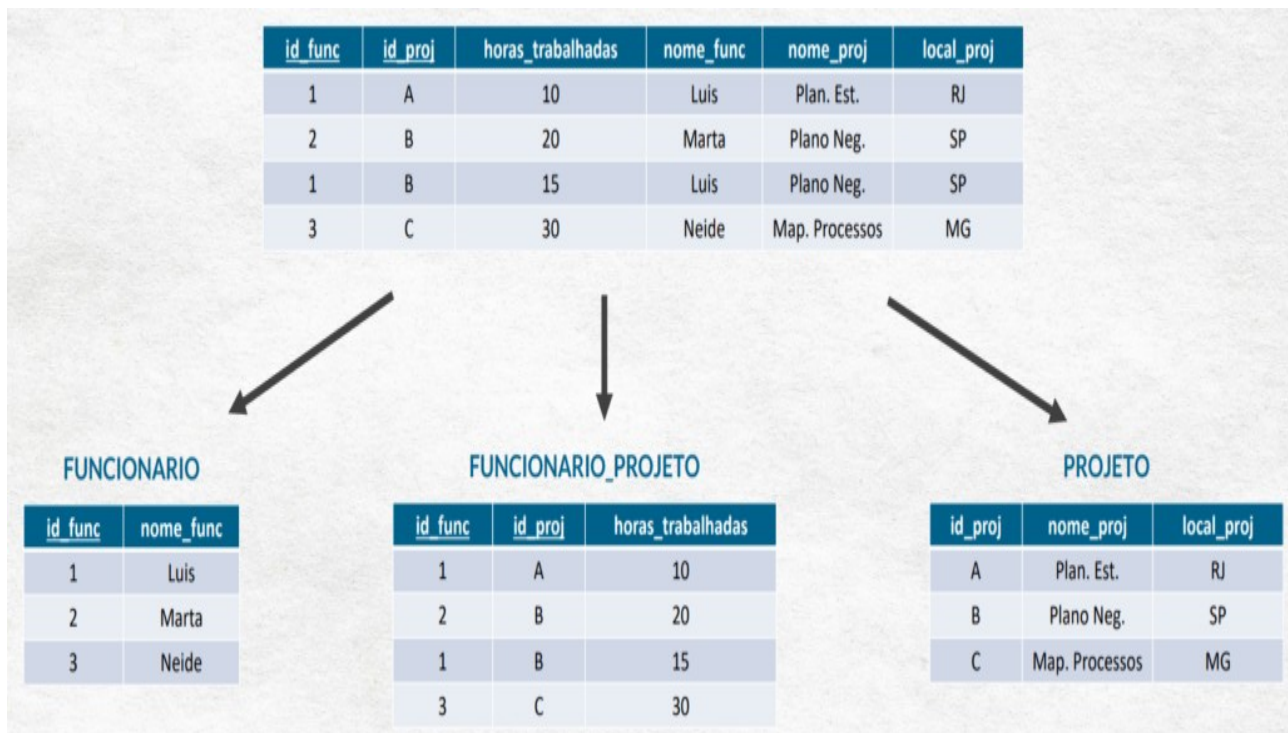 id_func id_proj horas_trabalhadas nome_func nome_proj local_proj
1 A 10 Luis Plan. Est. RJ
2 B 20 Marta Plano Neg. SP
1 B 15 Luis Plano Neg. SP
3 C 30 Neide Map. Processos MG
FUNCIONARIO
id_func nome_func
1 Luis
2 Marta
3 Neide
FUNCIONARIO_PROJETO
id_func id_proj horas_trabalhadas
1 A 10
2 B 20
1 B 15
3 C 30
PROJETO
id_proj nome_proj local_proj
A Plan. Est. RJ
B Plano Neg. SP
C Map. Processos MG